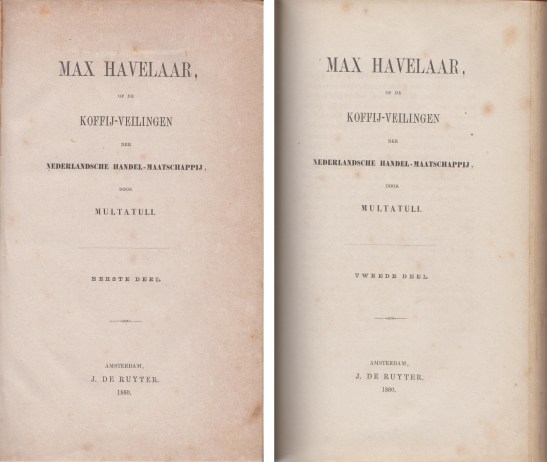 MAX HAVELAAR,
OF DE
KOFFIJ-VEILINGEN
DER
NEDERLANDSCHE HANDEL-MAATSCHAPPIJ,
DOOR
MULTATULI.
EERSTE DEEL.
AMSTERDAM,
J. DE RUYTER.
1860.
MAX HAVELAAR,
OF DE
KOFFIJ-VEILINGEN
DER
NEDERLANDSCHE HANDEL-MAATSCHAPPIJ,
DOOR
MULTATULI.
TWEEDE DEEL.
AMSTERDAM,
J. DE RUYTER.
1860.